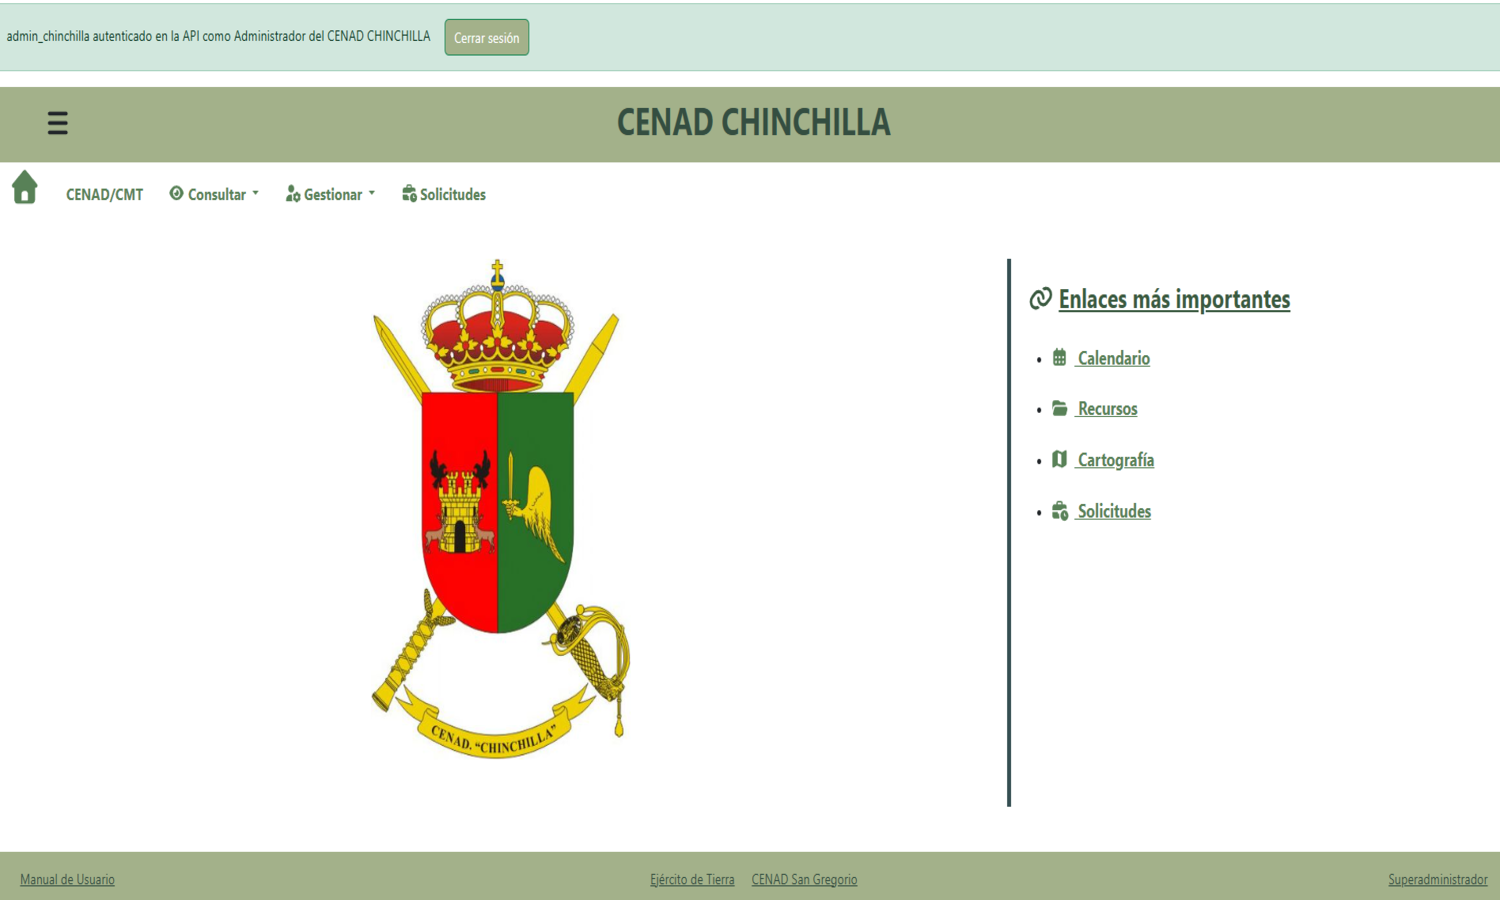 admin_chinchilla autenticado en la API como Administrador del CENAD CHINCHILLA Cerrar sesión
CENAD CHINCHILLA
CENAD/CMT Consultar Gestionar Solicitudes
CENAD. “CHINCHILLA”
Enlaces más importantes
Calendario
Recursos
Cartografía
Solicitudes
Manual de Usuario Ejército de Tierra CENAD San Gregorio Superadministrador